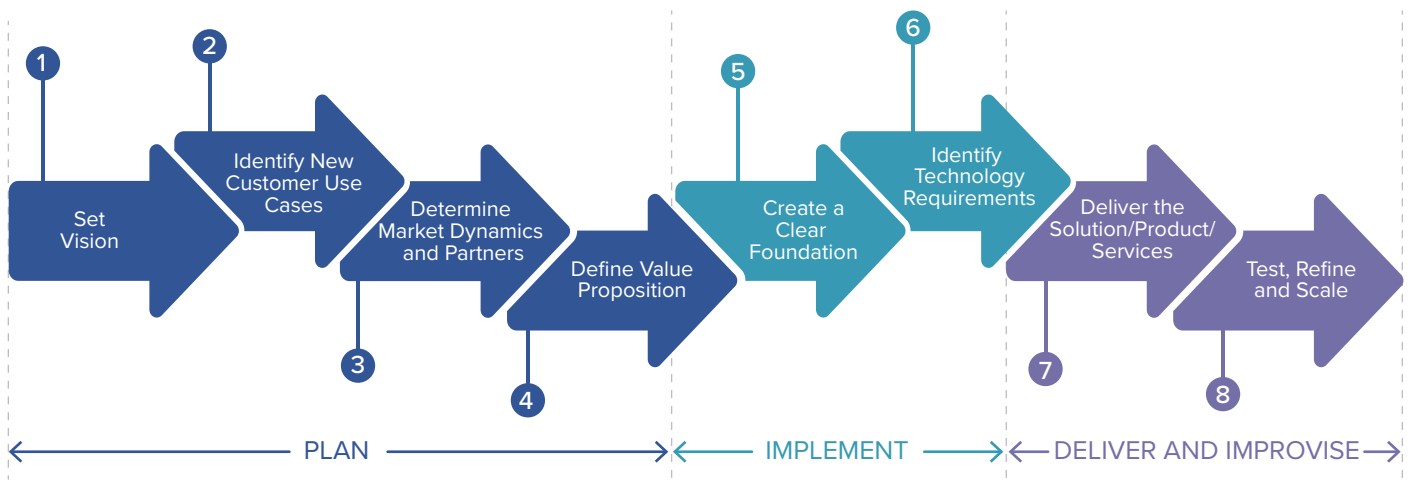 1
Set
Vision
2
Identify New
Customer Use
Cases
3
Determine
Market Dynamics
and Partners
4
Define Value
Proposition
5
Create a
Clear
Foundation
6
Identify
Technology
Requirements
7
Deliver the
Solution/Product/
Services
8
Test, Refine
and Scale
PLAN
IMPLEMENT
DELIVER AND IMPROVISE